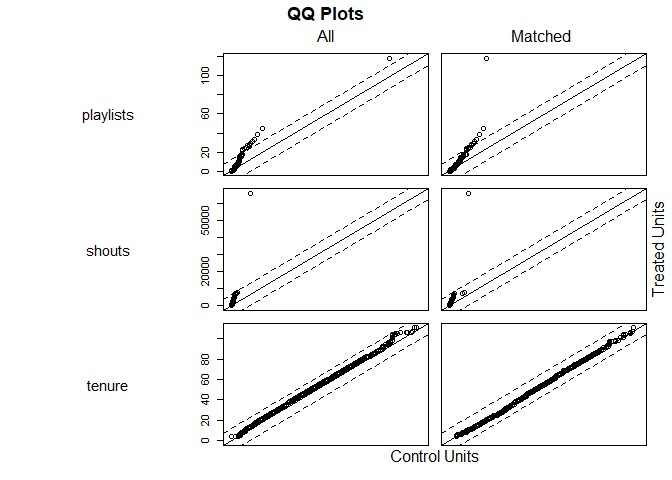 QQ Plots
All Matched
playlists
0 20 60 100
shouts
0 20000 50000
tenure
0 20 40 60 80
Control Units
Treated Units